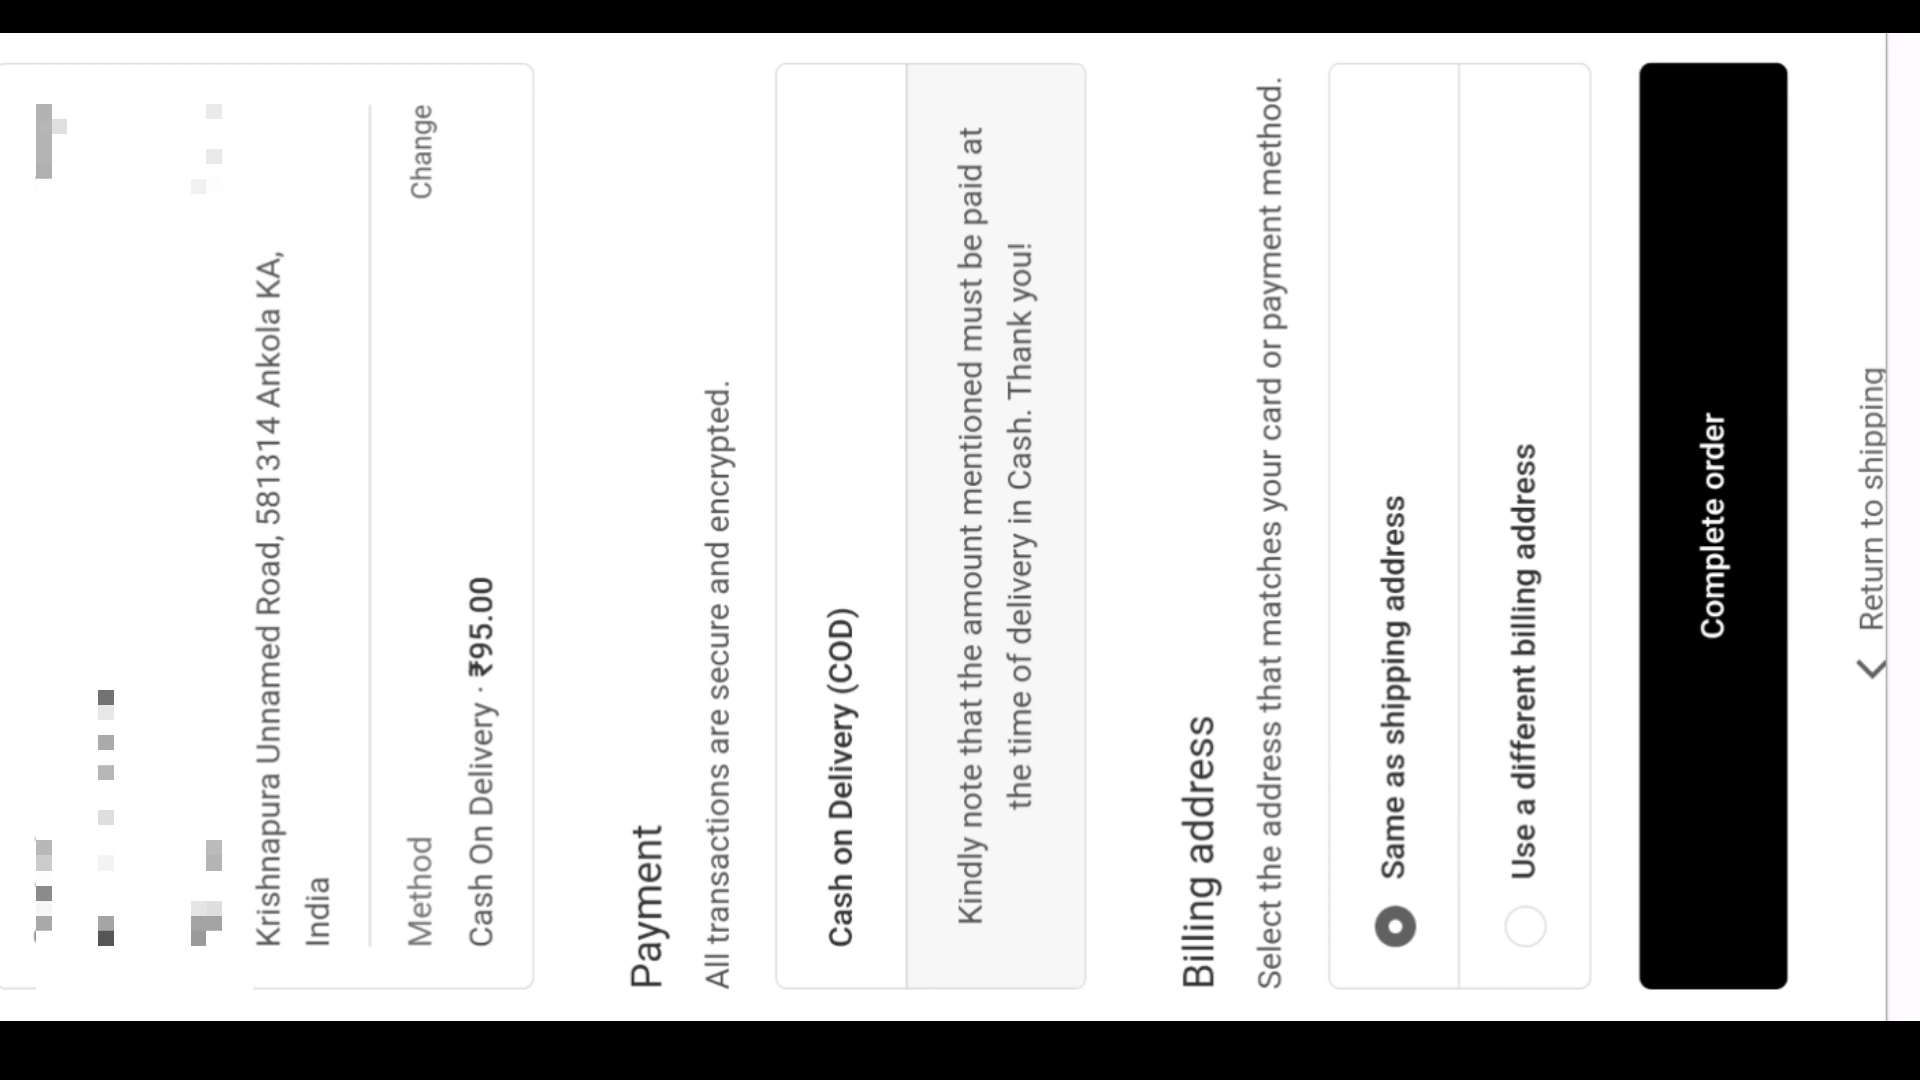 Krishnapura Unnamed Road, 581314 Ankola KA,
India
Method
Change
Cash On Delivery · ₹95.00
Payment
All transactions are secure and encrypted.
Cash on Delivery (COD)
Kindly note that the amount mentioned must be paid at
the time of delivery in Cash. Thank you!
Billing address
Select the address that matches your card or payment method.
Same as shipping address
Use a different billing address
Complete order
Return to shipping